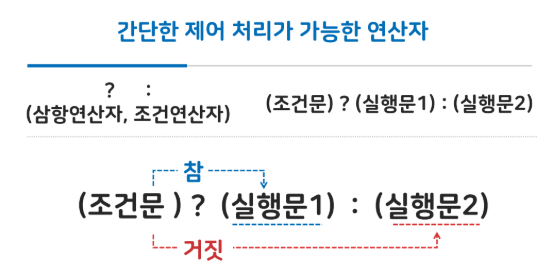 간단한 제어 처리가 가능한 연산자
? :
(삼항연산자, 조건연산자)
(조건문) ? (실행문1) : (실행문2)
참
(조건문 ) ? (실행문1) : (실행문2)
거짓